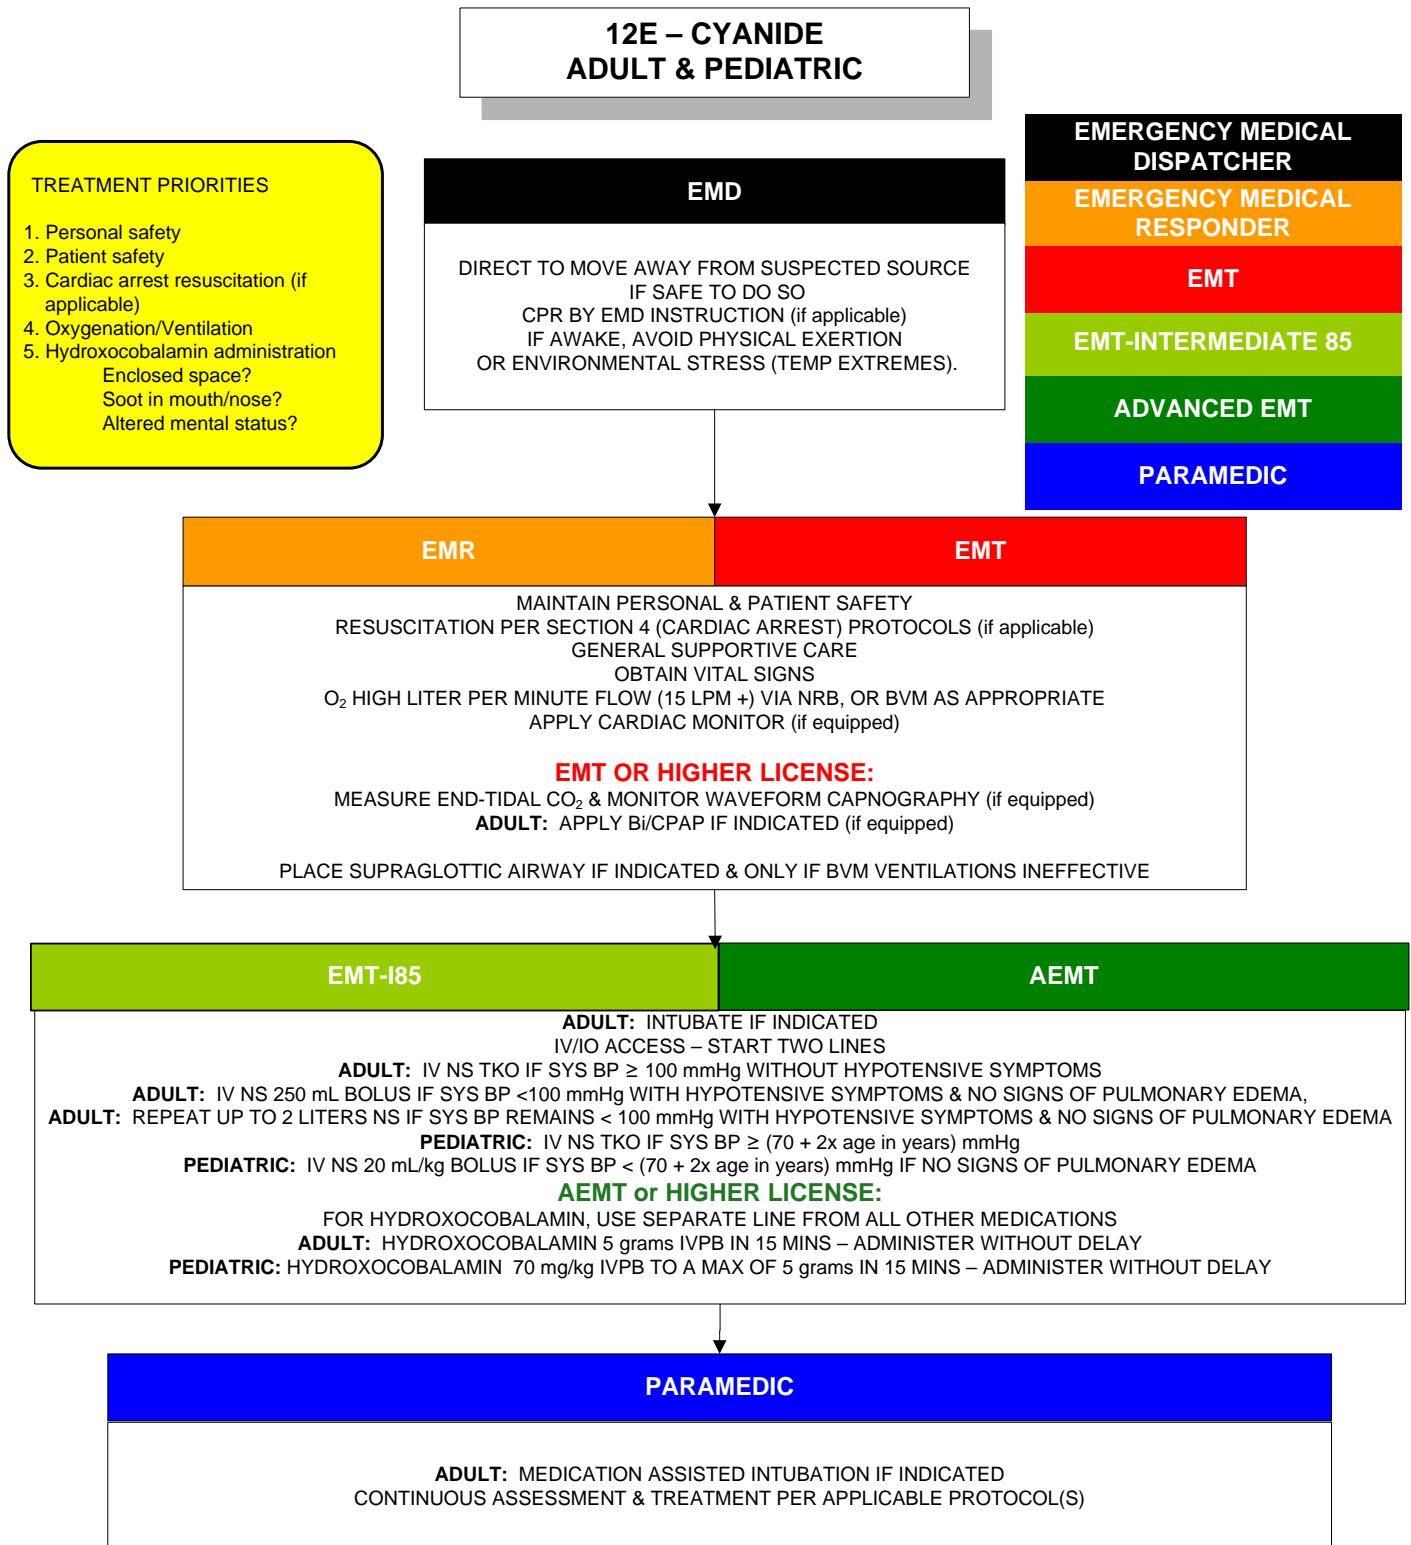 12E – CYANIDE
ADULT & PEDIATRIC
TREATMENT PRIORITIES
1. Personal safety
2. Patient safety
3. Cardiac arrest resuscitation (if
applicable)
4. Oxygenation/Ventilation
5. Hydroxocobalamin administration
Enclosed space?
Soot in mouth/nose?
Altered mental status?
EMD
DIRECT TO MOVE AWAY FROM SUSPECTED SOURCE
IF SAFE TO DO SO
CPR BY EMD INSTRUCTION (if applicable)
IF AWAKE, AVOID PHYSICAL EXERTION
OR ENVIRONMENTAL STRESS (TEMP EXTREMES).
EMERGENCY MEDICAL
DISPATCHER
EMERGENCY MEDICAL
RESPONDER
EMT
EMT-INTERMEDIATE 85
ADVANCED EMT
PARAMEDIC
EMR
EMT
MAINTAIN PERSONAL & PATIENT SAFETY
RESUSCITATION PER SECTION 4 (CARDIAC ARREST) PROTOCOLS (if applicable)
GENERAL SUPPORTIVE CARE
OBTAIN VITAL SIGNS
O₂ HIGH LITER PER MINUTE FLOW (15 LPM +) VIA NRB, OR BVM AS APPROPRIATE
APPLY CARDIAC MONITOR (if equipped)
EMT OR HIGHER LICENSE:
MEASURE END-TIDAL CO₂ & MONITOR WAVEFORM CAPNOGRAPHY (if equipped)
ADULT: APPLY Bi/CPAP IF INDICATED (if equipped)
PLACE SUPRAGLOTTIC AIRWAY IF INDICATED & ONLY IF BVM VENTILATIONS INEFFECTIVE
EMT-I85
AEMT
ADULT: INTUBATE IF INDICATED
IV/IO ACCESS – START TWO LINES
ADULT: IV NS TKO IF SYS BP ≥ 100 mmHg WITHOUT HYPOTENSIVE SYMPTOMS
ADULT: IV NS 250 mL BOLUS IF SYS BP <100 mmHg WITH HYPOTENSIVE SYMPTOMS & NO SIGNS OF PULMONARY EDEMA,
ADULT: REPEAT UP TO 2 LITERS NS IF SYS BP REMAINS < 100 mmHg WITH HYPOTENSIVE SYMPTOMS & NO SIGNS OF PULMONARY EDEMA
PEDIATRIC: IV NS TKO IF SYS BP ≥ (70 + 2x age in years) mmHg
PEDIATRIC: IV NS 20 mL/kg BOLUS IF SYS BP < (70 + 2x age in years) mmHg IF NO SIGNS OF PULMONARY EDEMA
AEMT or HIGHER LICENSE:
FOR HYDROXOCOBALAMIN, USE SEPARATE LINE FROM ALL OTHER MEDICATIONS
ADULT: HYDROXOCOBALAMIN 5 grams IVPB IN 15 MINS – ADMINISTER WITHOUT DELAY
PEDIATRIC: HYDROXOCOBALAMIN 70 mg/kg IVPB TO A MAX OF 5 grams IN 15 MINS – ADMINISTER WITHOUT DELAY
PARAMEDIC
ADULT: MEDICATION ASSISTED INTUBATION IF INDICATED
CONTINUOUS ASSESSMENT & TREATMENT PER APPLICABLE PROTOCOL(S)